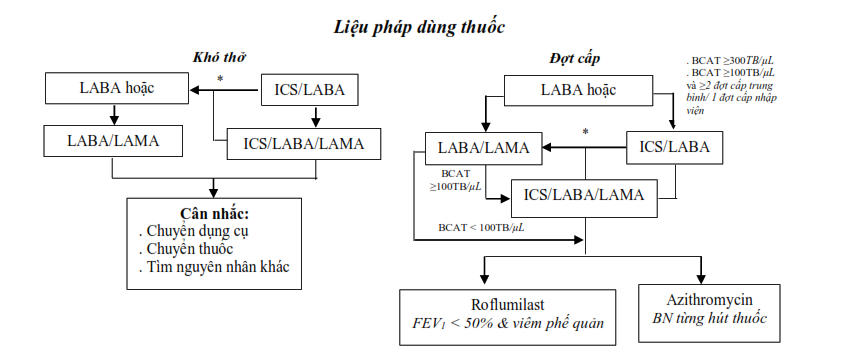 Liệu pháp dùng thuốc
Khó thở
LABA hoặc
*
ICS/LABA
LABA/LAMA
ICS/LABA/LAMA
Cân nhắc:
. Chuyển dụng cụ
. Chuyển thuốc
. Tìm nguyên nhân khác
Đợt cấp
. BCAT ≥300TB/µL
. BCAT ≥100TB/µL
và ≥2 đợt cấp trung
bình/ 1 đợt cấp nhập
viện
LABA hoặc
*
LABA/LAMA
ICS/LABA
BCAT
≥100TB/µL
ICS/LABA/LAMA
BCAT < 100TB/µL
Roflumilast
FEV1 < 50% & viêm phế quản
Azithromycin
BN từng hút thuốc